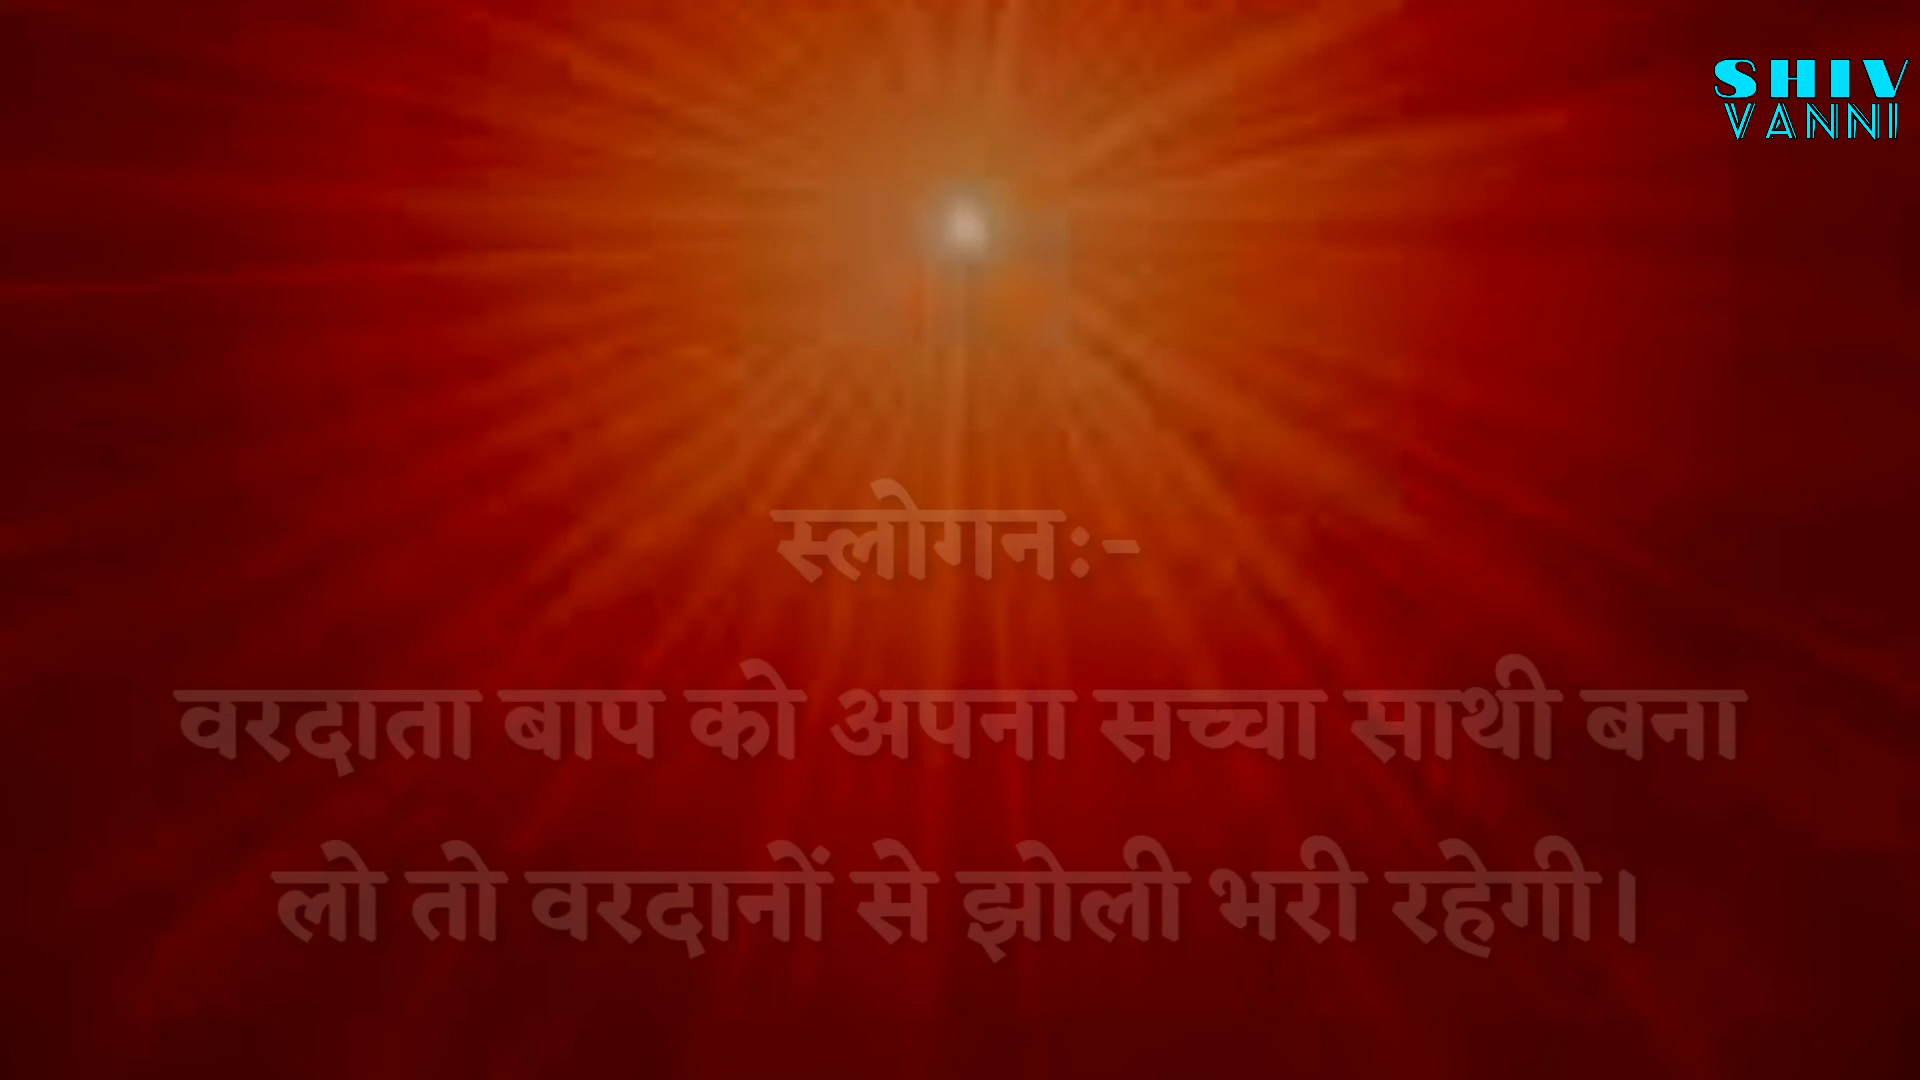 SHIV
VANNI
स्लोगनः-
वरदाता बाप को अपना सच्चा साथी बना
लो तो वरदानों से झोली भरी रहेगी।